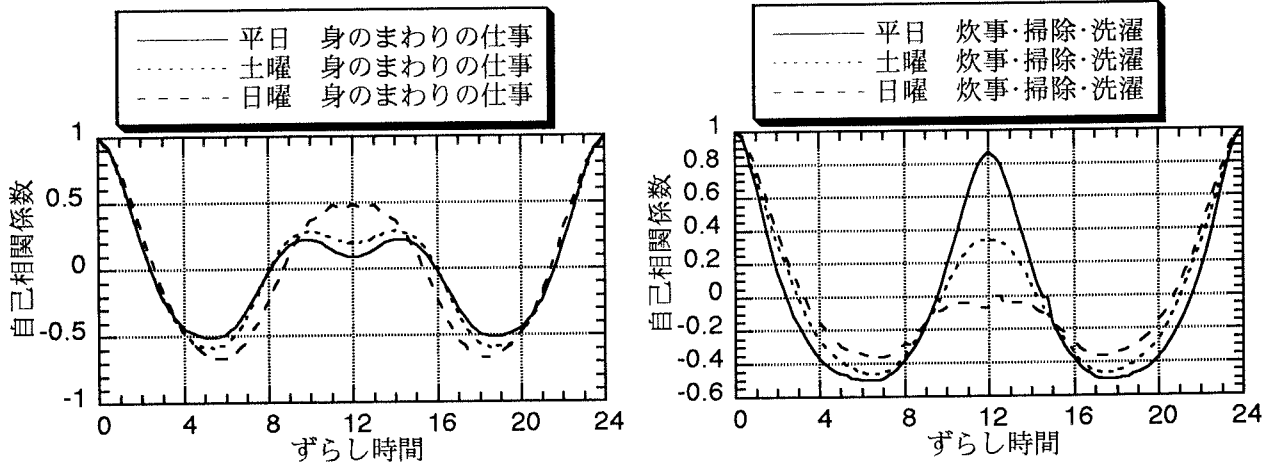 平日 身のまわりの仕事
土曜 身のまわりの仕事
日曜 身のまわりの仕事
自己相関係数
1
0.5
0
-0.5
-1
0 4 8 12 16 20 24
ずらし時間
平日 炊事・掃除・洗濯
土曜 炊事・掃除・洗濯
日曜 炊事・掃除・洗濯
自己相関係数
1
0.8
0.6
0.4
0.2
0
-0.2
-0.4
-0.6
0 4 8 12 16 20 24
ずらし時間